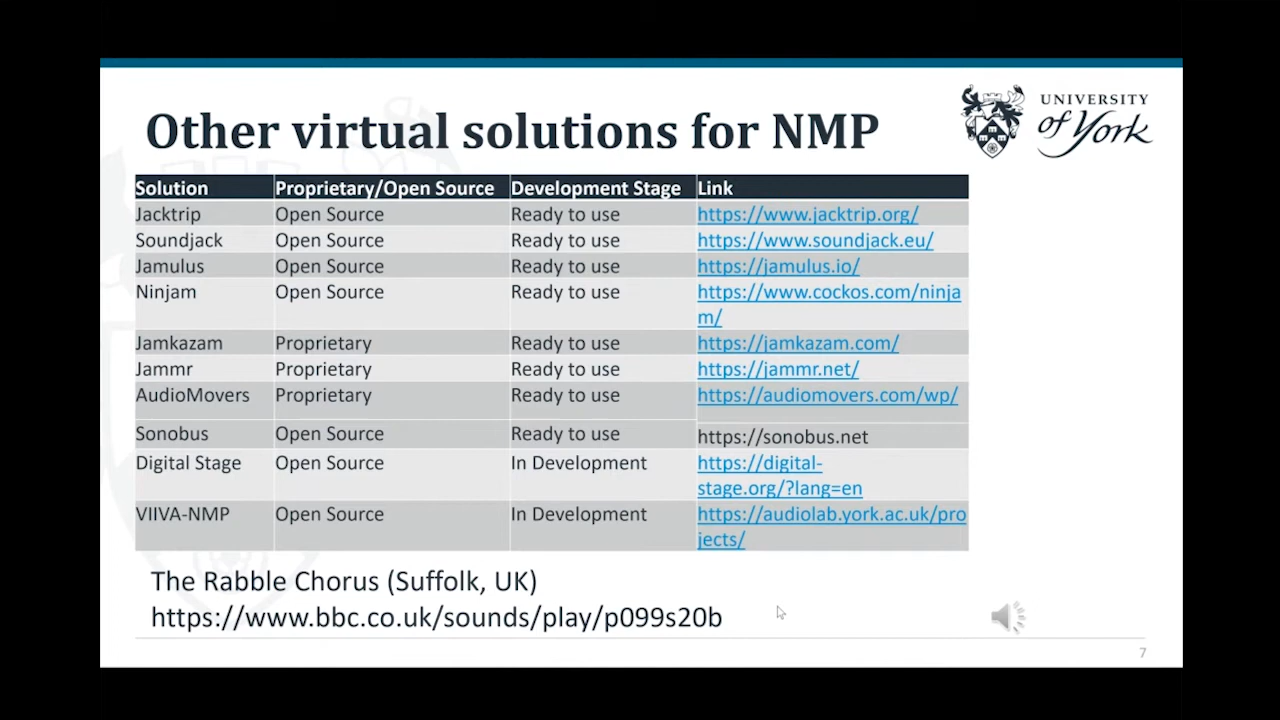 Other virtual solutions for NMP
UNIVERSITY
of York
Solution Proprietary/Open Source Development Stage Link
Jacktrip Open Source Ready to use https://www.jacktrip.org/
Soundjack Open Source Ready to use https://www.soundjack.eu/
Jamulus Open Source Ready to use https://jamulus.io/
Ninjam Open Source Ready to use https://www.cockos.com/ninja
m/
Jamkazam Proprietary Ready to use https://jamkazam.com/
Jammr Proprietary Ready to use https://jammr.net/
AudioMovers Proprietary Ready to use https://audiomovers.com/wp/
Sonobus Open Source Ready to use https://sonobus.net
Digital Stage Open Source In Development https://digital-
stage.org/?lang=en
VIIVA-NMP Open Source In Development https://audiolab.york.ac.uk/pro
jects/
The Rabble Chorus (Suffolk, UK)
https://www.bbc.co.uk/sounds/play/p099s20b
7